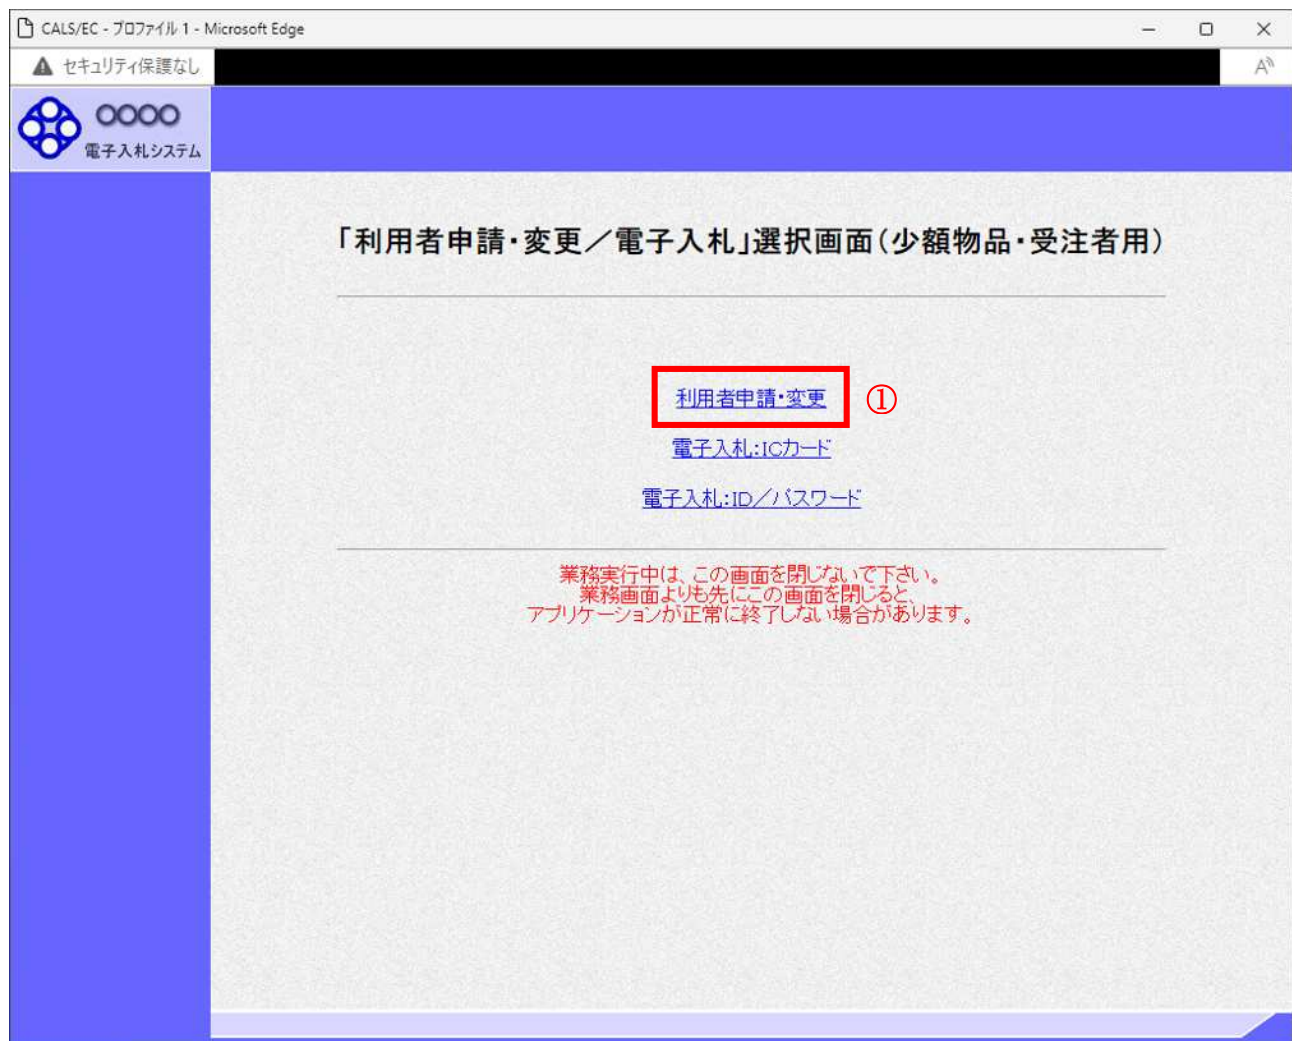 CALS/EC - プロファイル 1 - Microsoft Edge
セキュリティ保護なし
A
〇〇〇〇
電子入札システム
「利用者申請・変更／電子入札」選択画面(少額物品・受注者用)
利用者申請・変更 ①
電子入札:ICカード
電子入札:ID／パスワード
業務実行中は、この画面を閉じないで下さい。
業務画面よりも先にこの画面を閉じると、
アプリケーションが正常に終了しない場合があります。